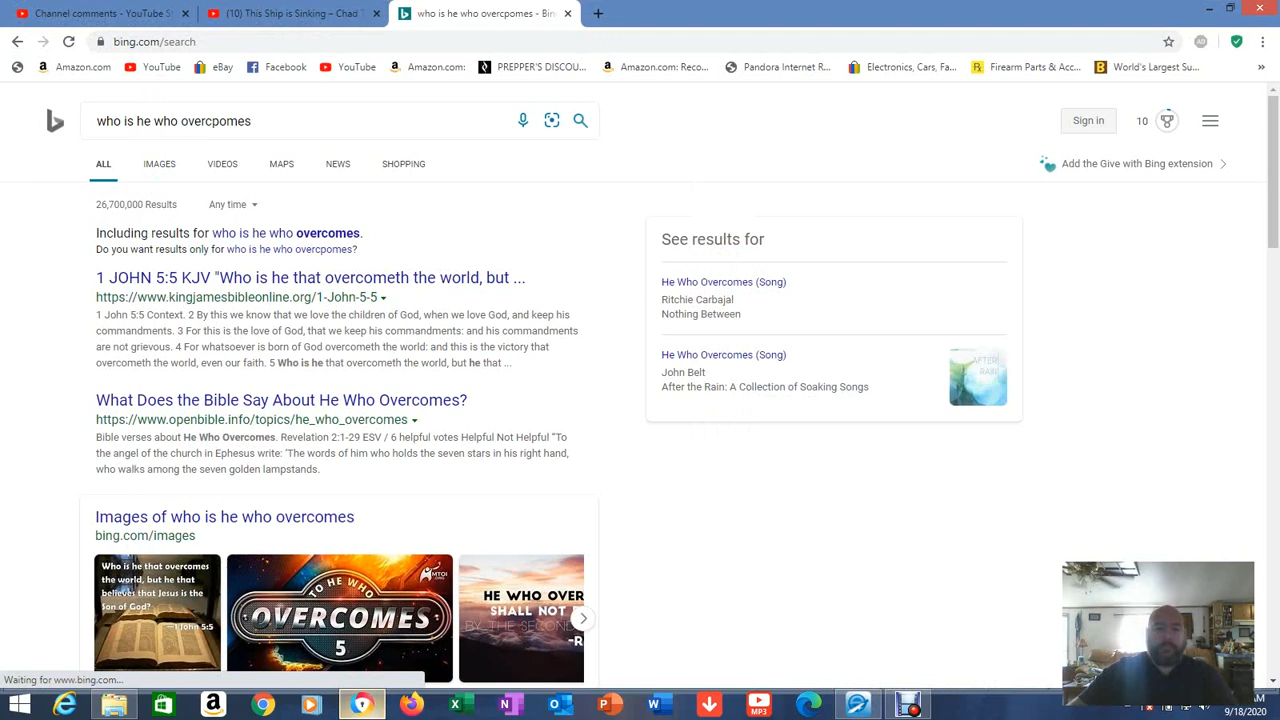 Channel comments - YouTube St
(10) This Ship is Sinking – Chad T
who is he who overcpomes - Bin
bing.com/search
Amazon.com
YouTube
eBay
Facebook
YouTube
Amazon.com:
PREPPER'S DISCOU...
Amazon.com: Reco...
Pandora Internet R...
Electronics, Cars, Fa...
Firearm Parts & Acc...
World's Largest Su...
who is he who overcpomes
Sign in
10
ALL
IMAGES
VIDEOS
MAPS
NEWS
SHOPPING
Add the Give with Bing extension
26,700,000 Results
Any time
Including results for who is he who overcomes.
Do you want results only for who is he who overcpomes?
1 JOHN 5:5 KJV "Who is he that overcometh the world, but ...
https://www.kingjamesbibleonline.org/1-John-5-5
1 John 5:5 Context. 2 By this we know that we love the children of God, when we love God, and keep his
commandments. 3 For this is the love of God, that we keep his commandments: and his commandments
are not grievous. 4 For whatsoever is born of God overcometh the world: and this is the victory that
overcometh the world, even our faith. 5 Who is he that overcometh the world, but he that ...
What Does the Bible Say About He Who Overcomes?
https://www.openbible.info/topics/he_who_overcomes
Bible verses about He Who Overcomes. Revelation 2:1-29 ESV / 6 helpful votes Helpful Not Helpful "To
the angel of the church in Ephesus write: 'The words of him who holds the seven stars in his right hand,
who walks among the seven golden lampstands.
See results for
He Who Overcomes (Song)
Ritchie Carbajal
Nothing Between
He Who Overcomes (Song)
John Belt
After the Rain: A Collection of Soaking Songs
AFTER
RAIN
Images of who is he who overcomes
bing.com/images
Who is he that overcomes
the world, but he that
believes that Jesus is the
Son of God?
1 John 5:5
MTOI
.ORG
TO HE WHO
OVERCOMES
5
HE WHO OVER
SHALL NOT
BY THE SECOND
-R
Waiting for www.bing.com...
MP3
AM
9/18/2020